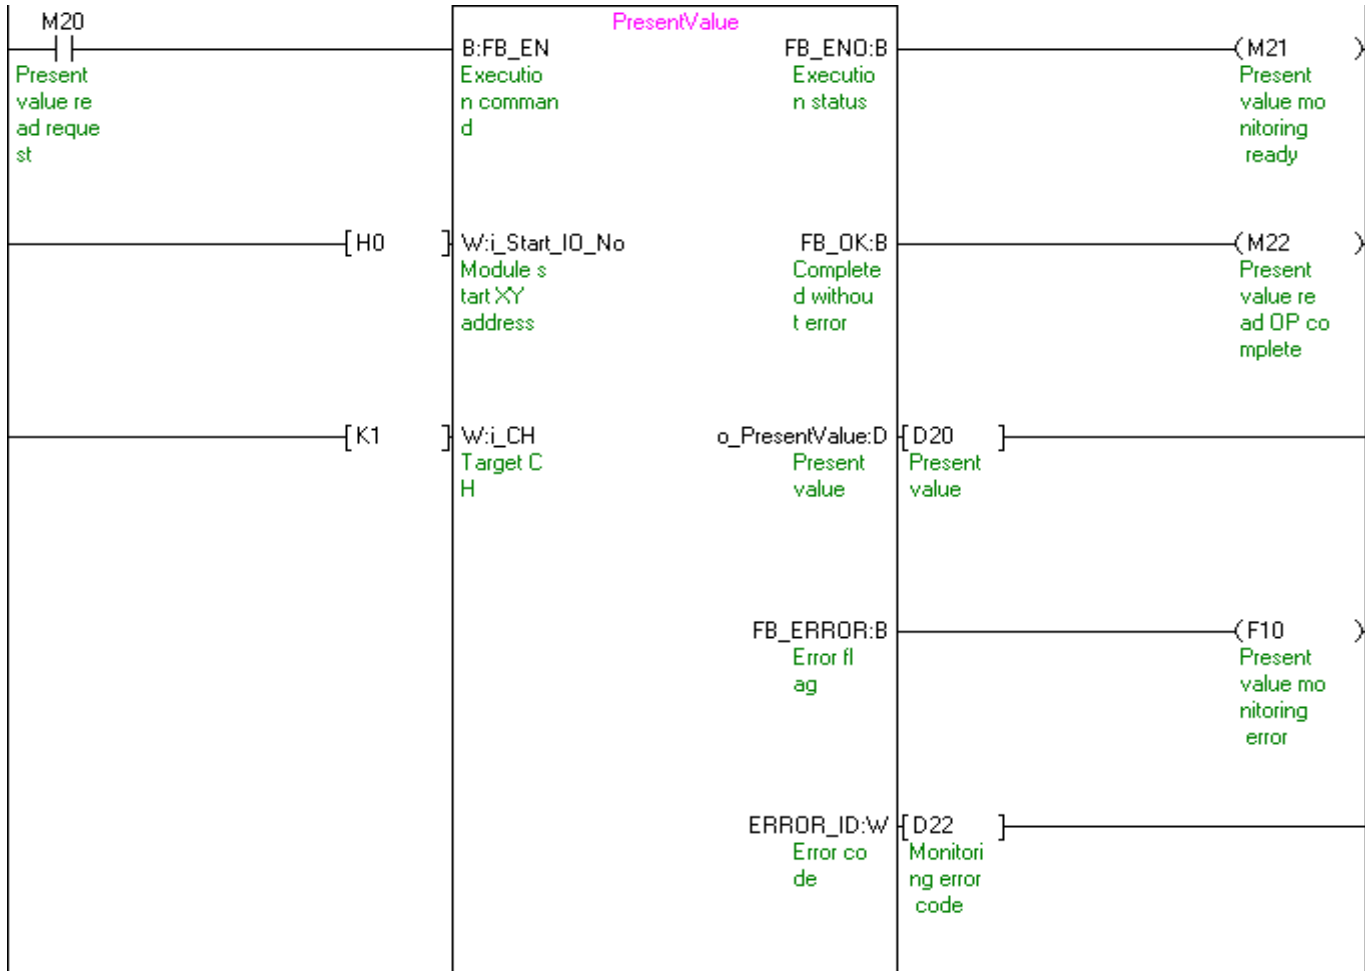 M20
PresentValue
B:FB_EN
FB_ENO:B
M21
Present
value re
ad reque
st
Executio
n comman
d
Executio
n status
Present
value mo
nitoring
ready
H0
W:i_Start_IO_No
FB_OK:B
M22
Module s
tart XY
address
Complete
d withou
t error
Present
value re
ad OP co
mplete
K1
W:i_CH
o_PresentValue:D
D20
Target C
H
Present
value
Present
value
FB_ERROR:B
F10
Error fl
ag
Present
value mo
nitoring
error
ERROR_ID:W
D22
Error co
de
Monitori
ng error
code